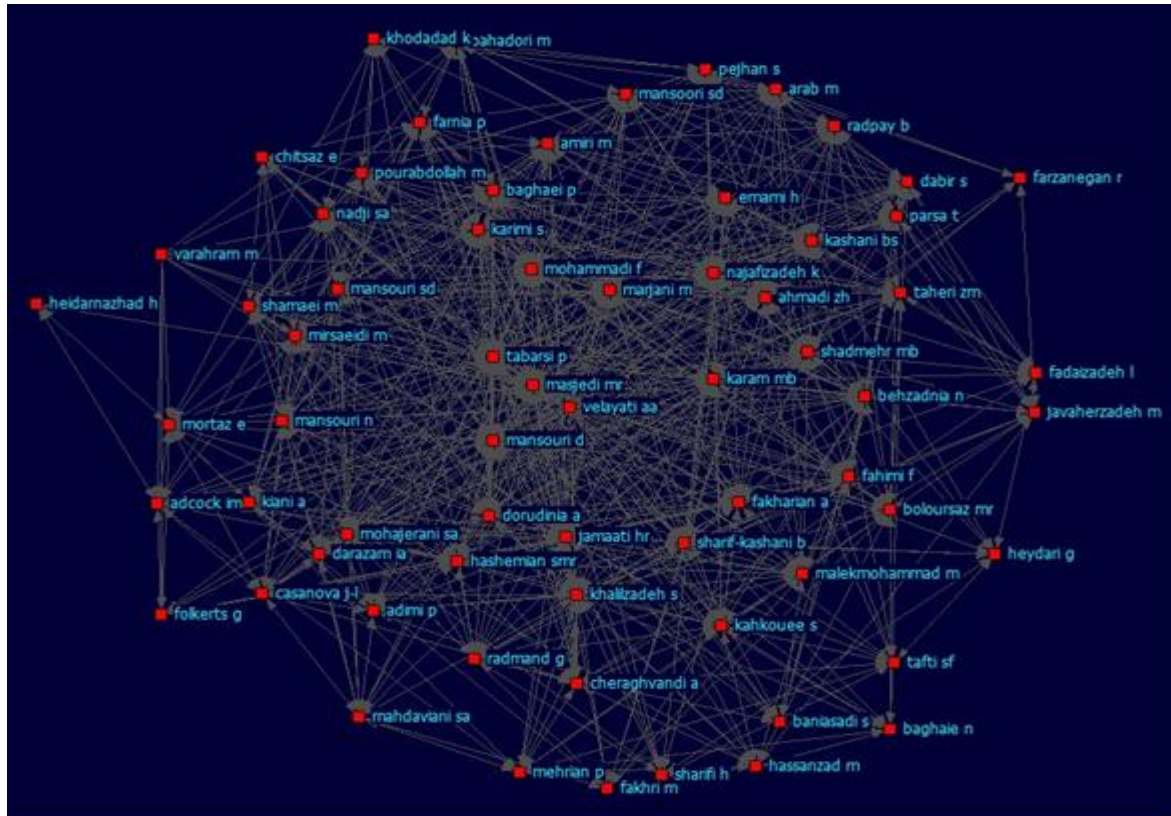 khodadad k
bahadori m
pejhan s
mansoori sd
arab m
farnia p
radpay b
amiri m
chitsaz e
pourabdollah m
farzanegan r
dabir s
baghaei p
emami h
nadji sa
parsa t
karimi s
kashani bs
varahram m
mohammadi f
najafizadeh k
mansouri sd
marjani m
ahmadi zh
taheri zm
heidarnazhad h
shamaei m
mirsaeidi m
shadmehr mb
tabarsi p
fadaizadeh l
karam mb
masjedi mr
behzadnia n
velayati aa
javaherzadeh m
mansouri n
mortaz e
mansouri d
fahimi f
adcock im
kiani a
fakharian a
boloursaz mr
dorudinia a
mohajerani sa
jamaati hr
sharif-kashani b
darazam ia
heydari g
hashemian smr
malekmohammad m
casanova j-l
khalilzadeh s
adimi p
folkerts g
kahkouee s
radmand g
tafti sf
cheraghvandi a
mahdaviani sa
baniasadi s
baghaie n
hassanzad m
mehrian p
sharifi h
fakhri m